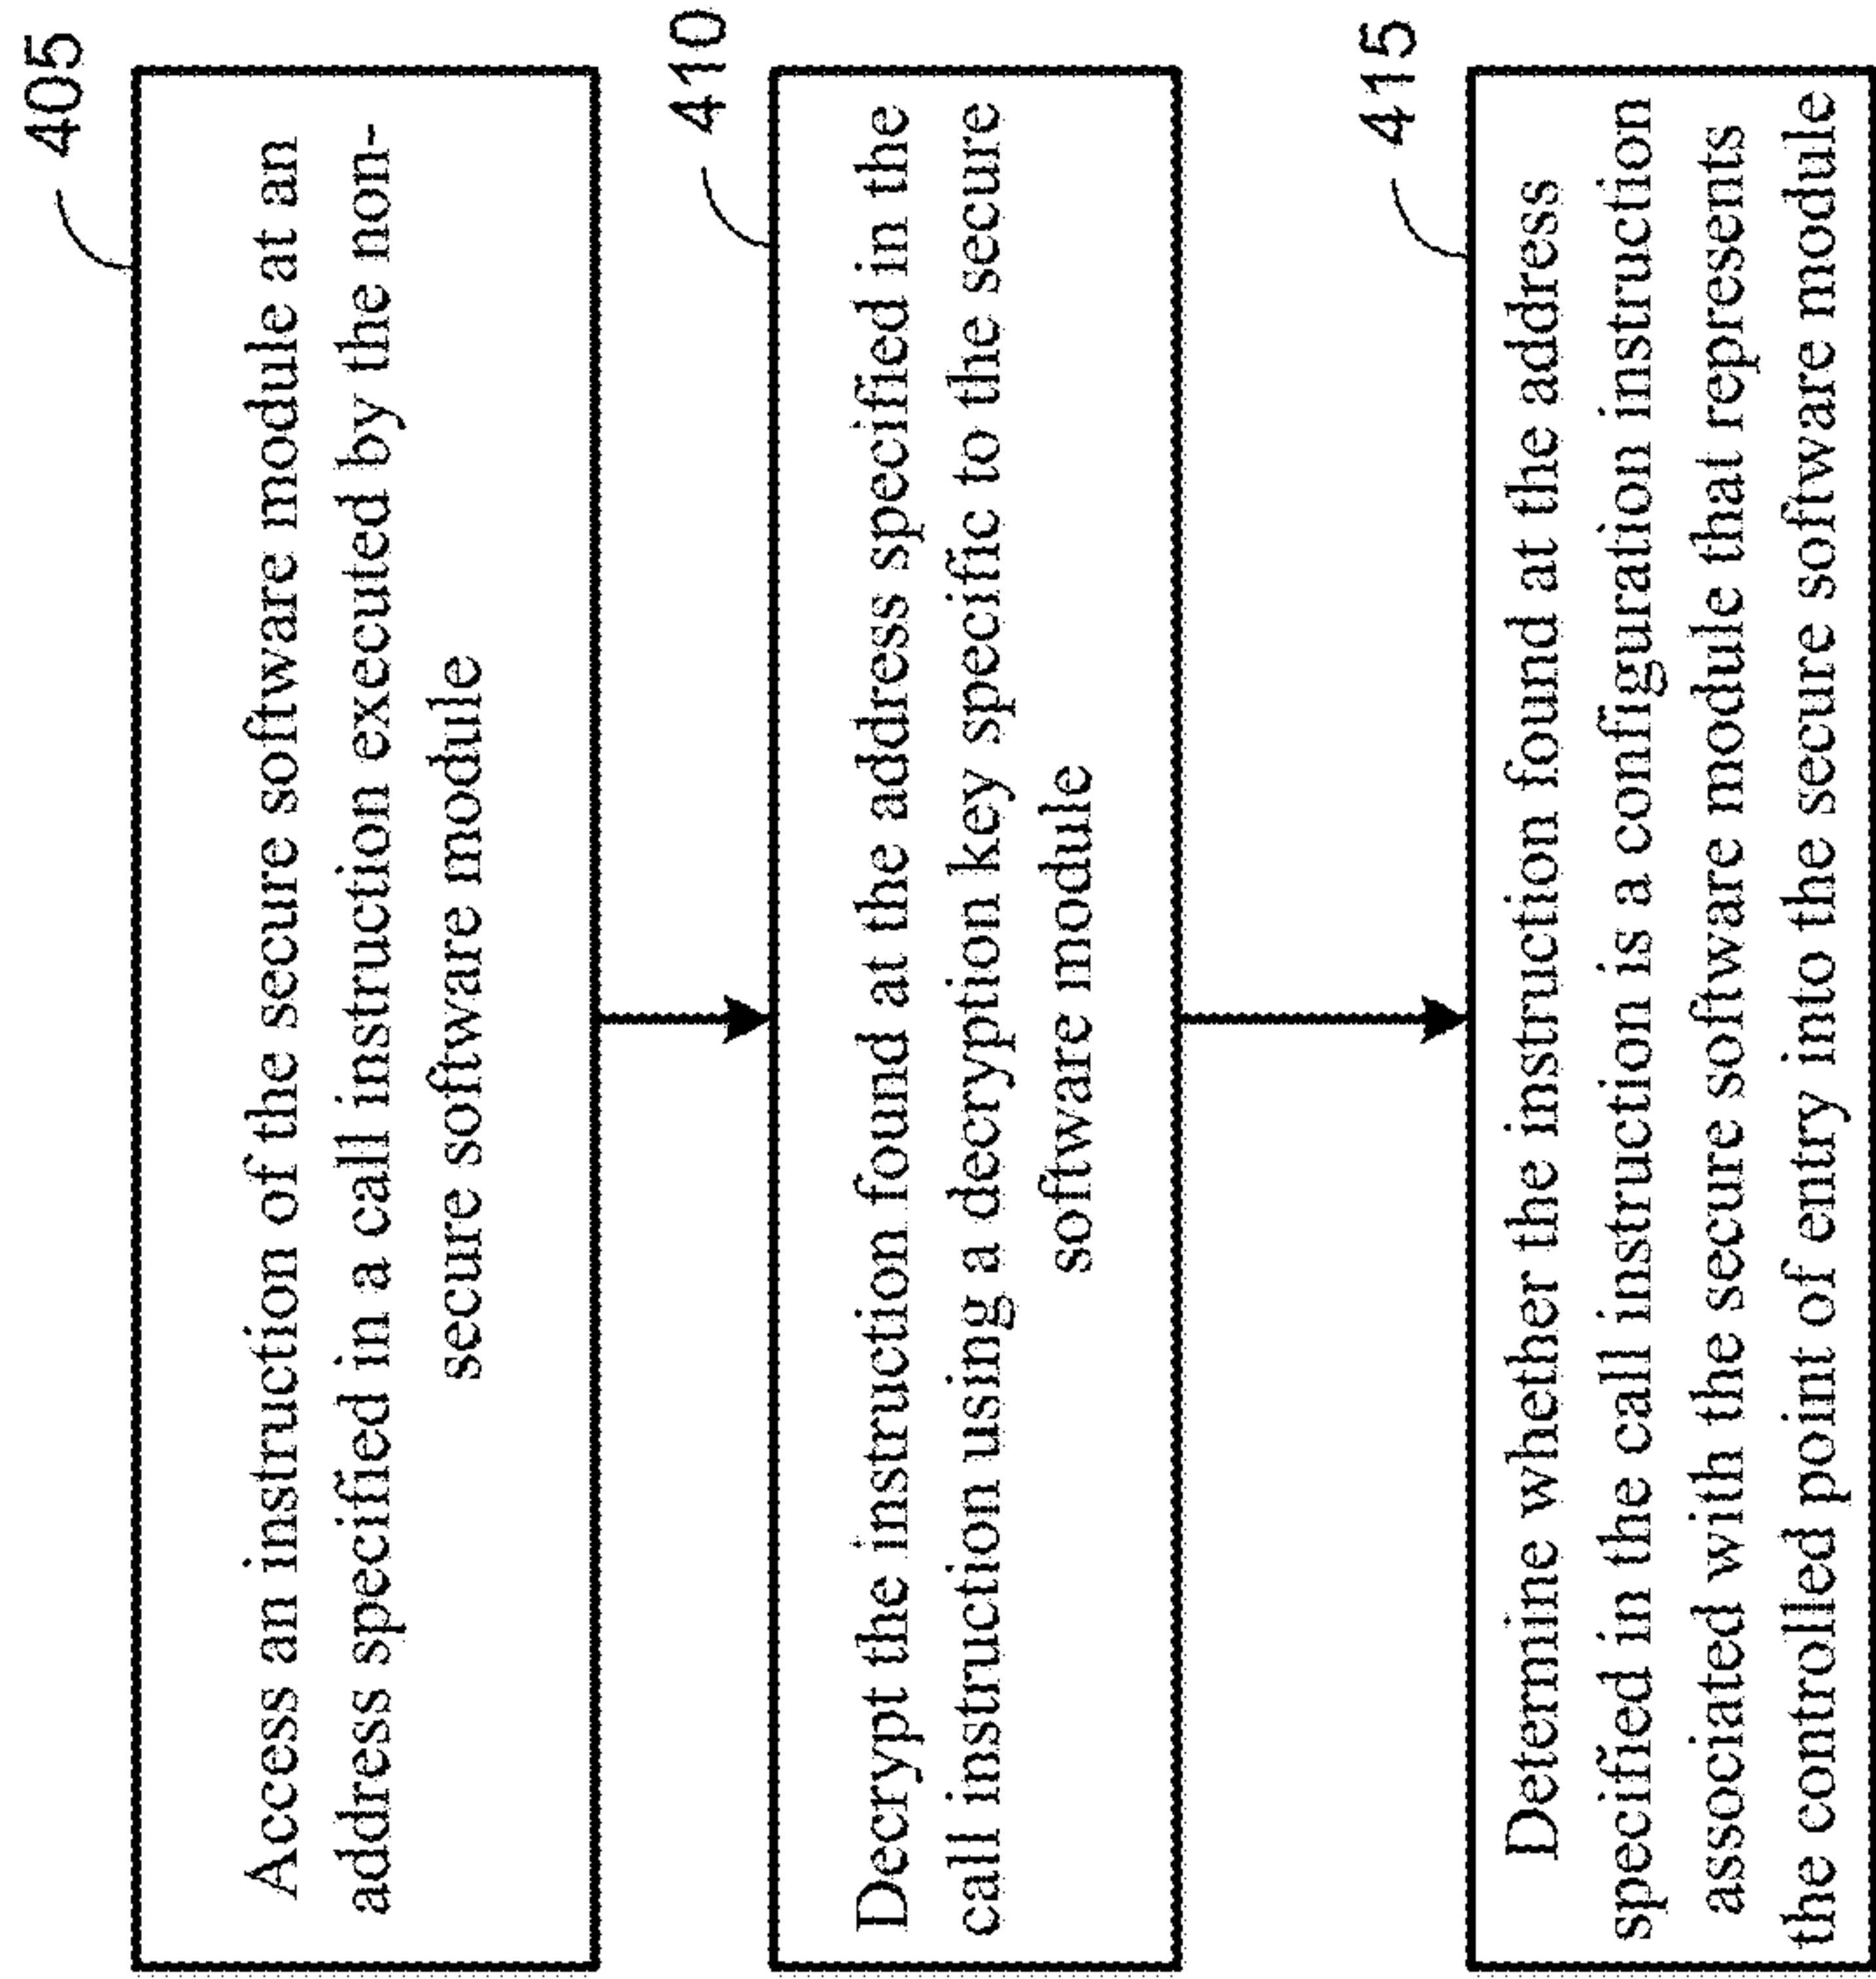 405
Access an instruction of the secure software module at an
address specified in a call instruction executed by the non-
secure software module
410
Decrypt the instruction found at the address specified in the
call instruction using a decryption key specific to the secure
software module
415
Determine whether the instruction found at the address
specified in the call instruction is a configuration instruction
associated with the secure software module that represents
the controlled point of entry into the secure software module